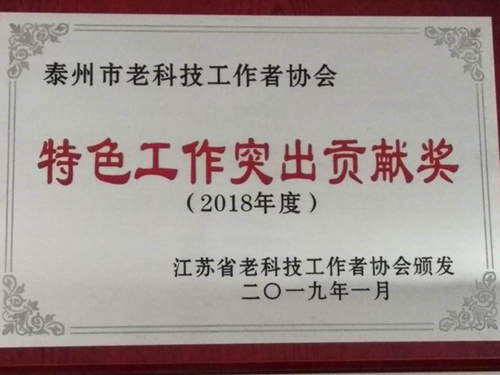 泰州市老科技工作者协会
特色工作突出贡献奖
（2018年度）
江苏省老科技工作者协会颁发
二〇一九年一月